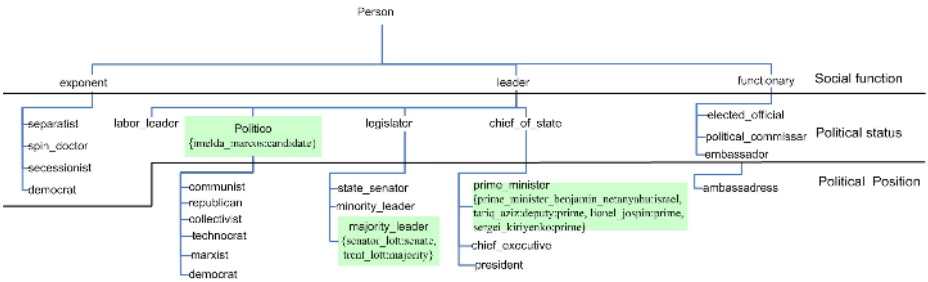 Person
exponent
leader
functionary
Social function
separatist
spin_doctor
secessionist
democrat
labor_leader
Politico
{imelda_marxos:candidate}
legislator
chief_of_state
elected_official
political_commissar
embassador
Political status
communist
republican
collectivist
technocrat
marxist
democrat
state_senator
minority_leader
majority_leader
{senator_lott:senate,
trent_lott:majority}
prime_minister
{prime_minister_benjamin_netanyahu:israel,
tariq_aziz:deputy:prime, lionel_jospin:prime,
sergei_kiriyenko:prime}
chief_executive
president
ambassadress
Political Position